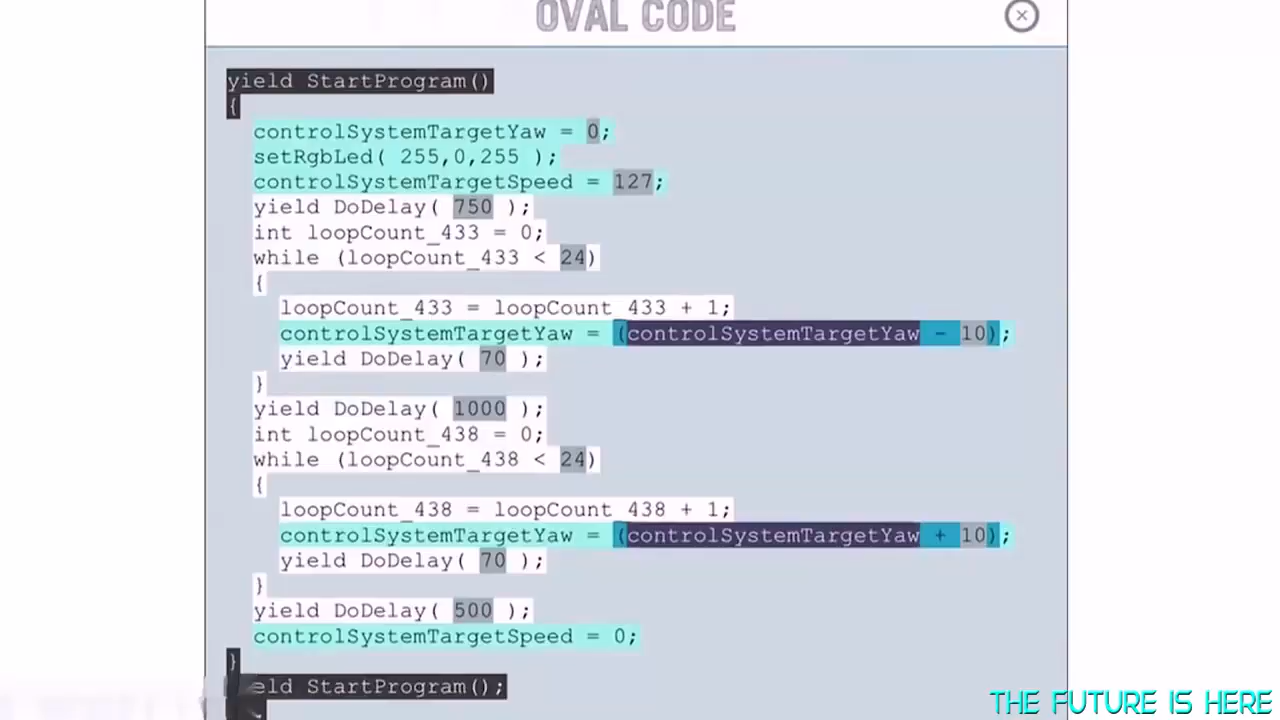 OVAL CODE
yield StartProgram()
{
controlSystemTargetYaw = 0;
setRgbLed( 255,0,255 );
controlSystemTargetSpeed = 127;
yield DoDelay( 750 );
int loopCount_433 = 0;
while (loopCount_433 < 24)
{
loopCount_433 = loopCount_433 + 1;
controlSystemTargetYaw = (controlSystemTargetYaw - 10);
yield DoDelay( 70 );
}
yield DoDelay( 1000 );
int loopCount_438 = 0;
while (loopCount_438 < 24)
{
loopCount_438 = loopCount_438 + 1;
controlSystemTargetYaw = (controlSystemTargetYaw + 10);
yield DoDelay( 70 );
}
yield DoDelay( 500 );
controlSystemTargetSpeed = 0;
}
eld StartProgram();
THE FUTURE IS HERE